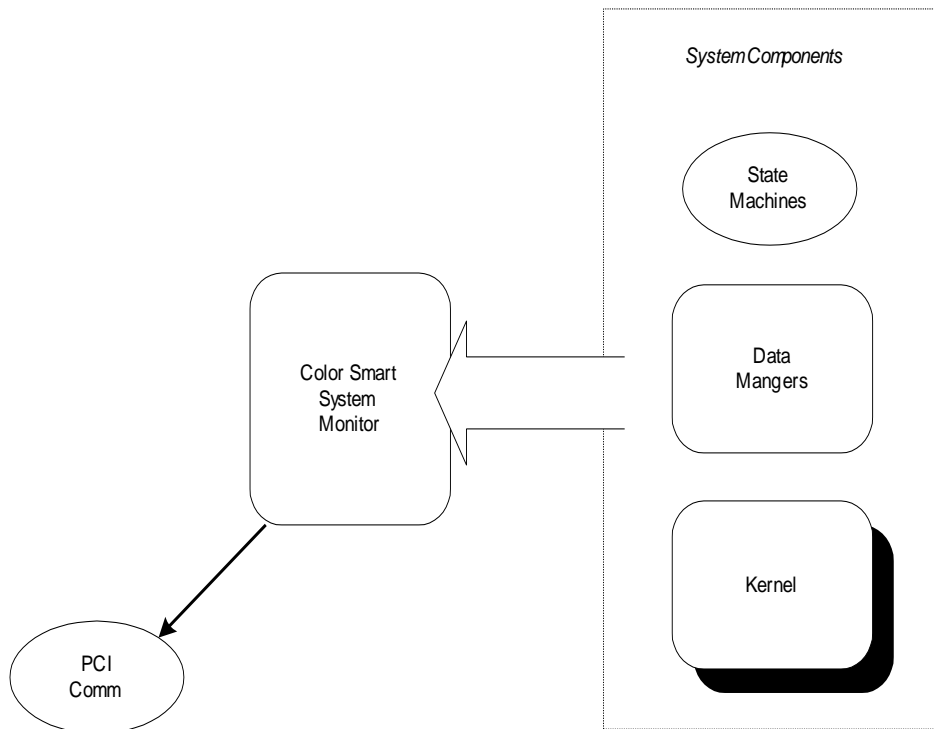 System Components
State
Machines
Data
Mangers
Color Smart
System
Monitor
Kernel
PCI
Comm